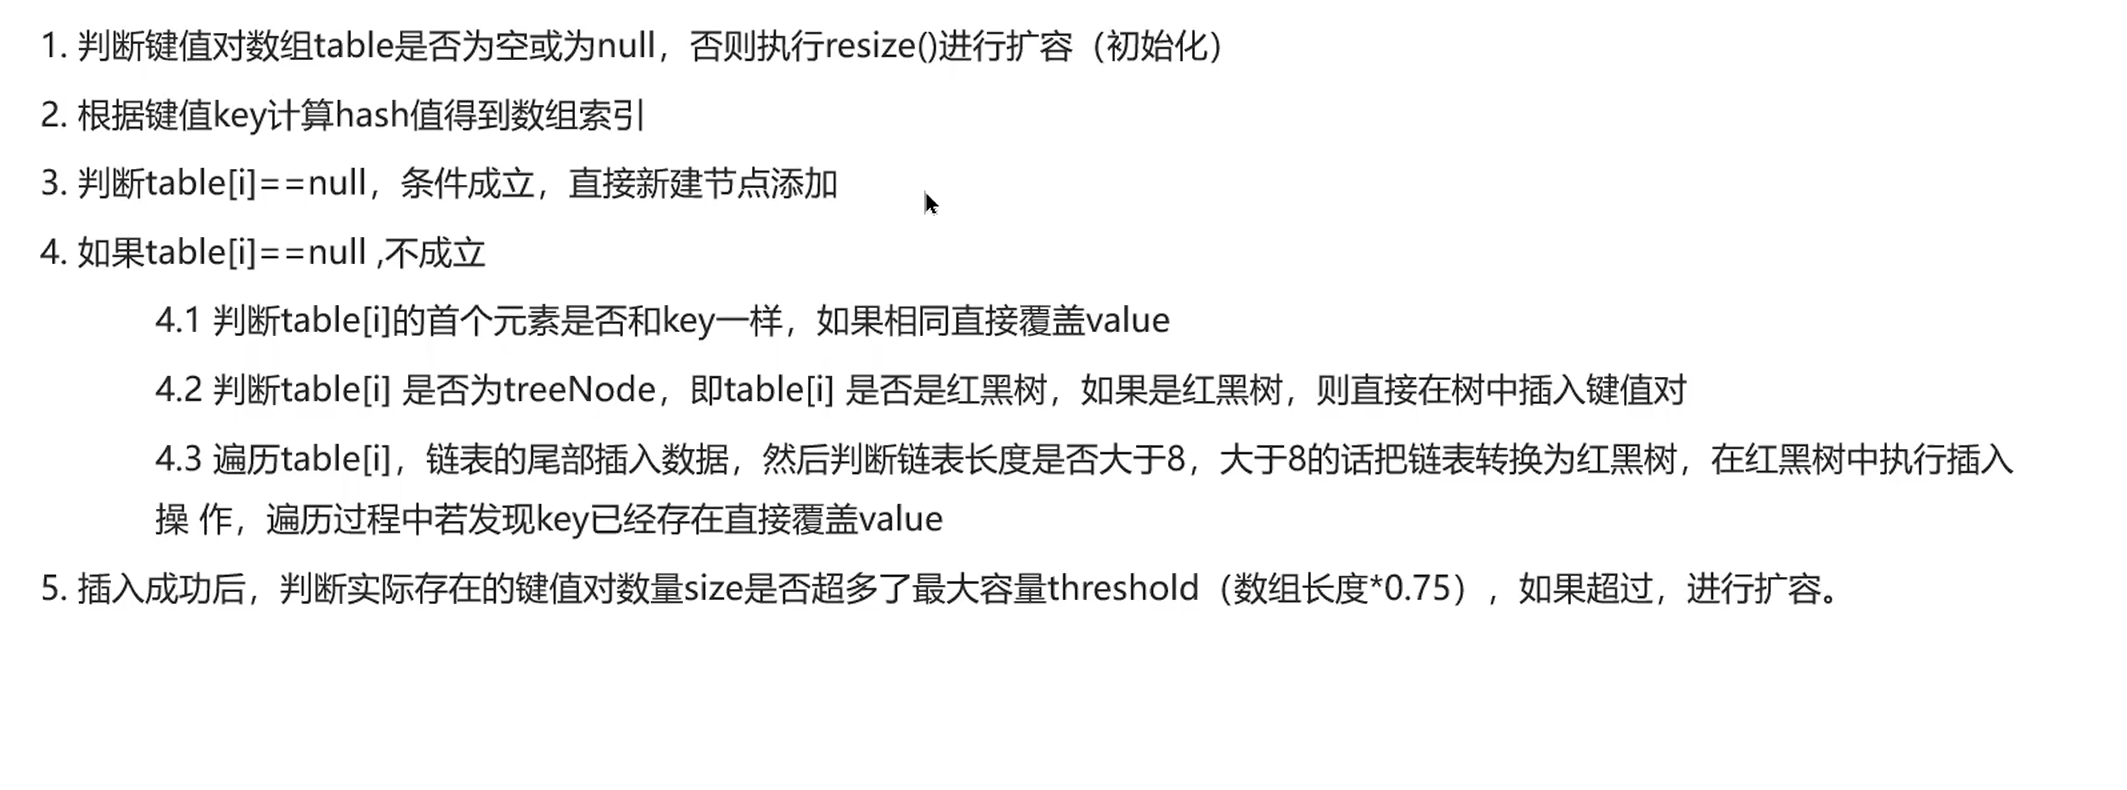 1. 判断键值对数组table是否为空或为null，否则执行resize()进行扩容（初始化）
2. 根据键值key计算hash值得到数组索引
3. 判断table[i]==null，条件成立，直接新建节点添加
4. 如果table[i]==null ,不成立
4.1 判断table[i]的首个元素是否和key一样，如果相同直接覆盖value
4.2 判断table[i] 是否为treeNode，即table[i] 是否是红黑树，如果是红黑树，则直接在树中插入键值对
4.3 遍历table[i]，链表的尾部插入数据，然后判断链表长度是否大于8，大于8的话把链表转换为红黑树，在红黑树中执行插入
操 作，遍历过程中若发现key已经存在直接覆盖value
5. 插入成功后，判断实际存在的键值对数量size是否超多了最大容量threshold（数组长度*0.75），如果超过，进行扩容。